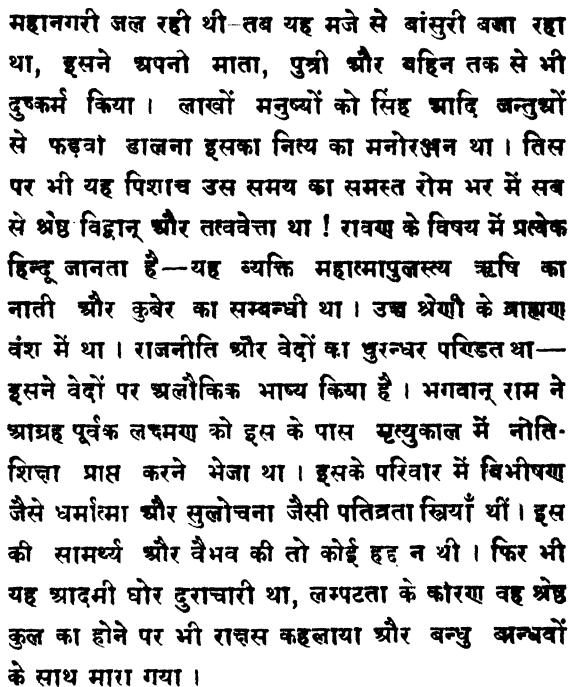 महानगरी जल रही थी–तब यह मजे से बांसुरी बजा रहा
था, इसने अपनी माता, पुत्री और बहिन तक से भी
दुष्कर्म किया। लाखों मनुष्यों को सिंह आदि जन्तुओं
से फड़वा डालना इसका नित्य का मनोरञ्जन था। तिस
पर भी यह पिशाच उस समय का समस्त रोम भर में सब
से श्रेष्ठ विद्वान् और तत्ववेत्ता था! रावण के विषय में प्रत्येक
हिन्दू जानता है—यह व्यक्ति महात्मापुलस्त्य ऋषि का
नाती और कुबेर का सम्बन्धी था। उच्च श्रेणी के ब्राह्मण
वंश में था। राजनीति और वेदों का धुरन्धर पण्डित था—
इसने वेदों पर अलौकिक भाष्य किया है। भगवान् राम ने
आग्रह पूर्वक लक्ष्मण को इस के पास मृत्युकाल में नीति-
शिक्षा प्राप्त करने भेजा था। इसके परिवार में बिभीषण
जैसे धर्मात्मा और सुलोचना जैसी पतिव्रता स्त्रियाँ थीं। इस
की सामर्थ्य और वैभव की तो कोई हद्द न थी। फिर भी
यह आदमी घोर दुराचारी था, लम्पटता के कारण वह श्रेष्ठ
कुल का होने पर भी राक्षस कहलाया और बन्धु बान्धवों
के साथ मारा गया।